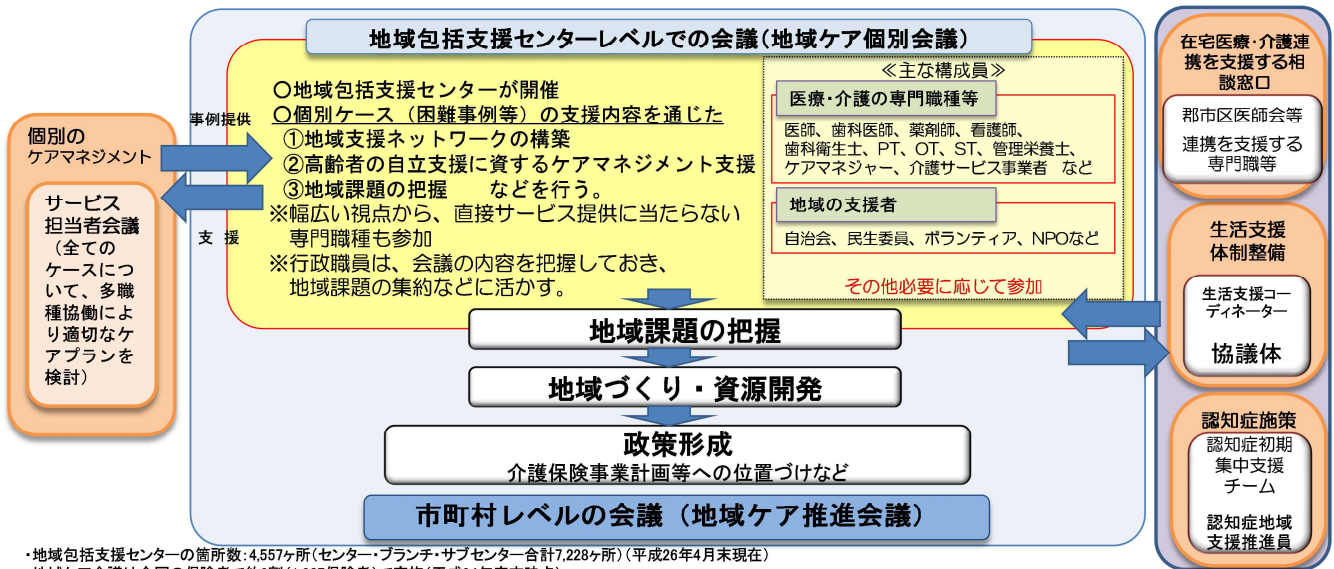 地域包括支援センターレベルでの会議(地域ケア個別会議)
個別の
ケアマネジメント
サービス
担当者会議
(全ての
ケースにつ
いて、多職
種協働によ
り適切なケ
アプランを
検討)
事例提供
支 援
〇地域包括支援センターが開催
〇個別ケース(困難事例等)の支援内容を通じた
①地域支援ネットワークの構築
②高齢者の自立支援に資するケアマネジメント支援
③地域課題の把握 などを行う。
※幅広い視点から、直接サービス提供に当たらない
専門職種も参加
※行政職員は、会議の内容を把握しておき、
地域課題の集約などに活かす。
≪主な構成員≫
医療・介護の専門職種等
医師、歯科医師、薬剤師、看護師、
歯科衛生士、PT、OT、ST、管理栄養士、
ケアマネジャー、介護サービス事業者 など
地域の支援者
自治会、民生委員、ボランティア、NPOなど
その他必要に応じて参加
地域課題の把握
地域づくり・資源開発
政策形成
介護保険事業計画等への位置づけなど
市町村レベルの会議(地域ケア推進会議)
在宅医療・介護連
携を支援する相
談窓口
郡市区医師会等
連携を支援する
専門職等
生活支援
体制整備
生活支援コー
ディネーター
協議体
認知症施策
認知症初期
集中支援
チーム
認知症地域
支援推進員
・地域包括支援センターの箇所数:4,557ヶ所(センター・ブランチ・サブセンター合計7,228ヶ所)(平成26年4月末現在)